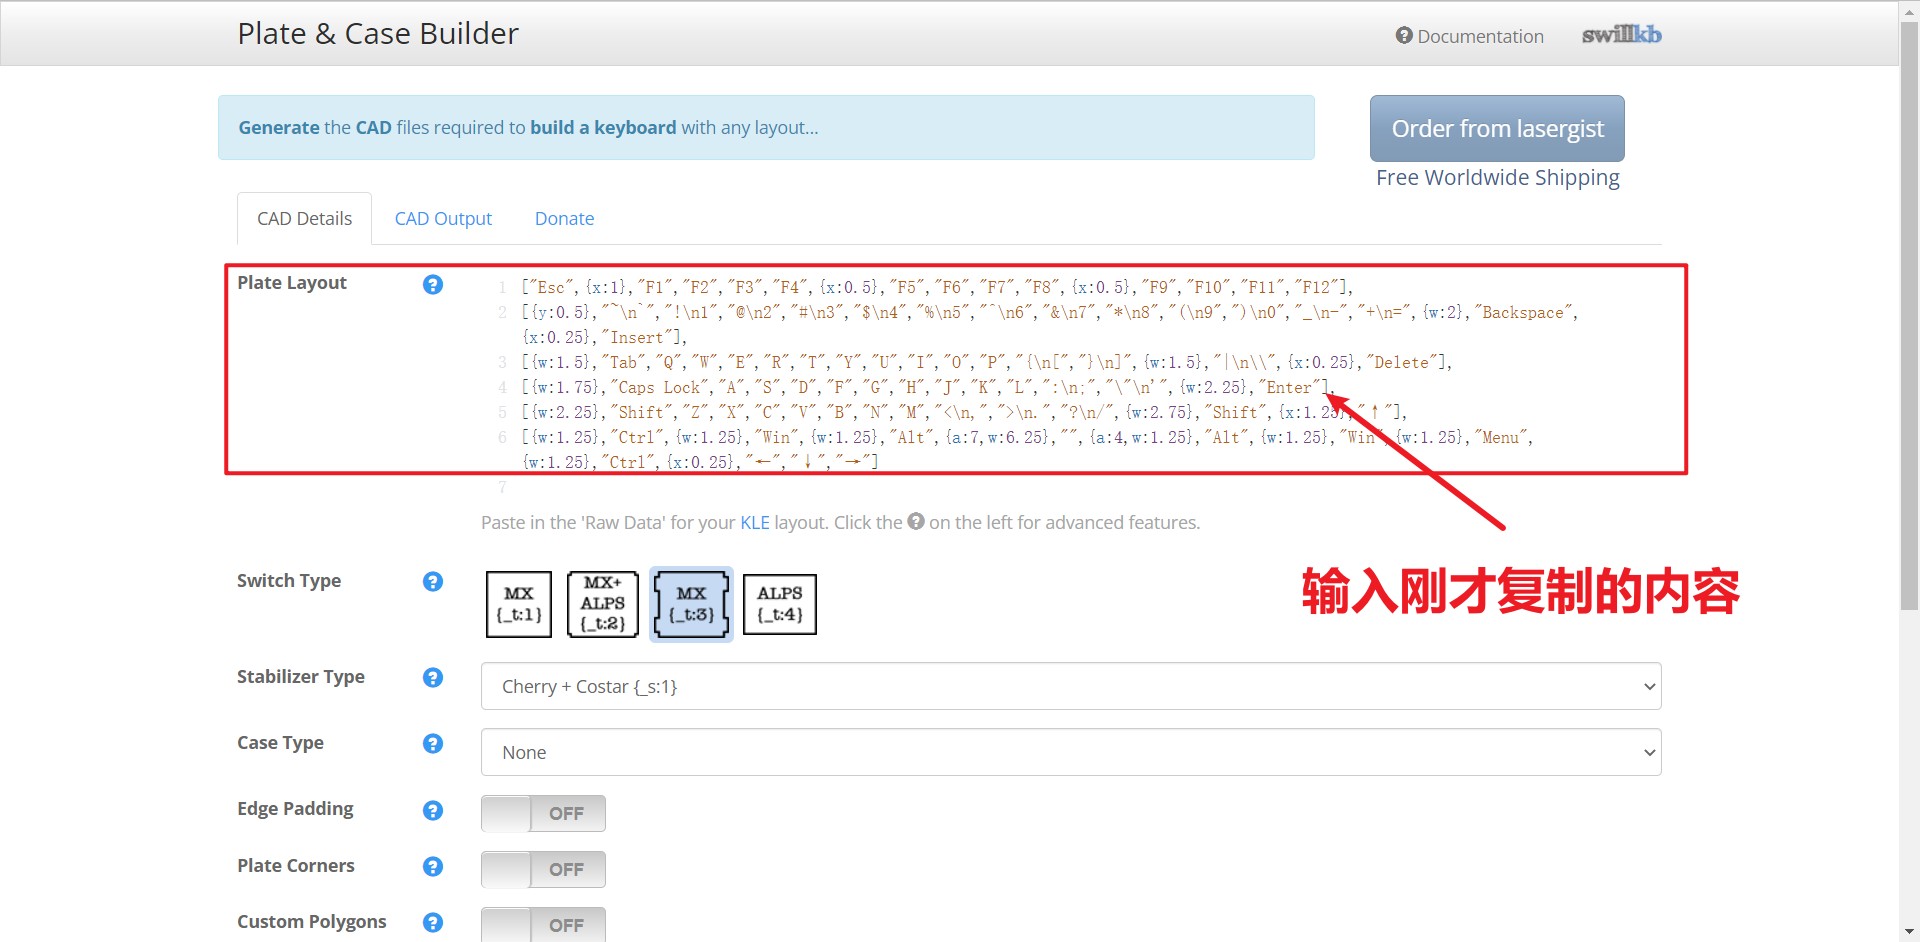 Plate & Case Builder
Documentation
swillkb
Generate the CAD files required to build a keyboard with any layout...
Order from lasergist
Free Worldwide Shipping
CAD Details
CAD Output
Donate
Plate Layout
1 ["Esc",{x:1},"F1","F2","F3","F4",{x:0.5},"F5","F6","F7","F8",{x:0.5},"F9","F10","F11","F12"],
2 [{y:0.5},"~\n`","!\n1","@\n2","#\n3","$\n4","%\n5","^\n6","&\n7","*\n8","(\n9",")\n0","_\n-","+\n=",{w:2},"Backspace",
{x:0.25},"Insert"],
3 [{w:1.5},"Tab","Q","W","E","R","T","Y","U","I","O","P","{\n[","}\n]",{w:1.5},"|\n\\",{x:0.25},"Delete"],
4 [{w:1.75},"Caps Lock","A","S","D","F","G","H","J","K","L",":\n;","\"\n'",{w:2.25},"Enter"],
5 [{w:2.25},"Shift","Z","X","C","V","B","N","M","<\n,",">\n.","?\n/",{w:2.75},"Shift",{x:1.25},"↑"],
6 [{w:1.25},"Ctrl",{w:1.25},"Win",{w:1.25},"Alt",{a:7,w:6.25},"",{a:4,w:1.25},"Alt",{w:1.25},"Win",{w:1.25},"Menu",
{w:1.25},"Ctrl",{x:0.25},"←","↓","→"]
7
Paste in the 'Raw Data' for your KLE layout. Click the ? on the left for advanced features.
输入刚才复制的内容
Switch Type
MX
{_t:1}
MX+
ALPS
{_t:2}
MX
{_t:3}
ALPS
{_t:4}
Stabilizer Type
Cherry + Costar {_s:1}
Case Type
None
Edge Padding
OFF
Plate Corners
OFF
Custom Polygons
OFF